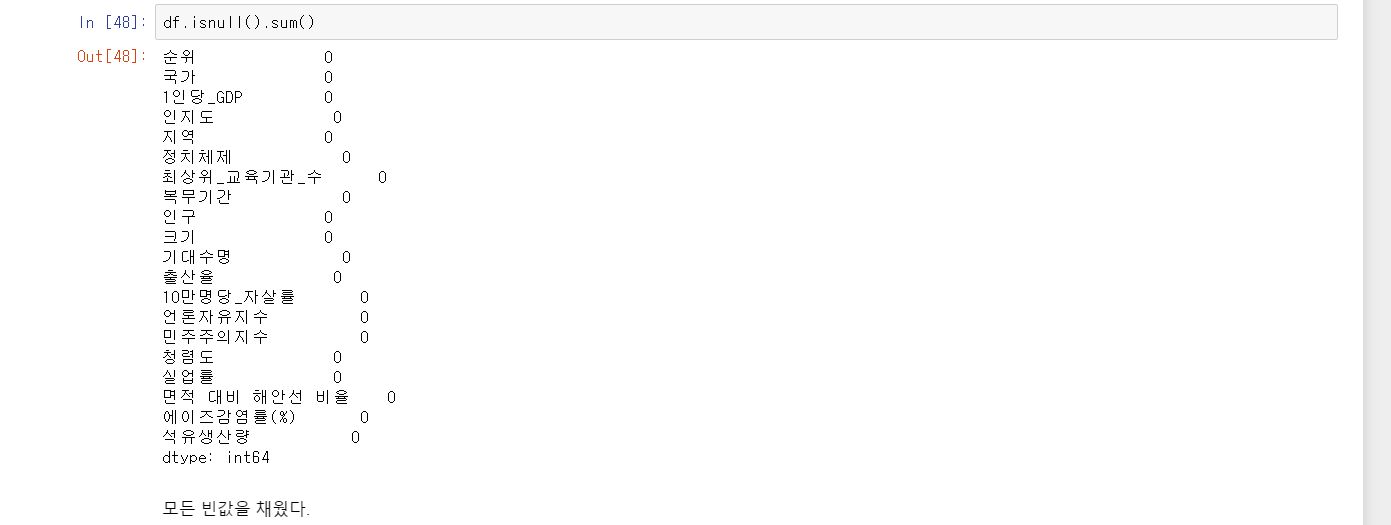 In [48]: df.isnull().sum()
Out[48]: 순위 0
국가 0
1인당_GDP 0
인지도 0
지역 0
정치체제 0
최상위_교육기관_수 0
복무기간 0
인구 0
크기 0
기대수명 0
출산율 0
10만명당_자살률 0
언론자유지수 0
민주주의지수 0
청렴도 0
실업률 0
면적 대비 해안선 비율 0
에이즈감염률(%) 0
석유생산량 0
dtype: int64
모든 빈값을 채웠다.